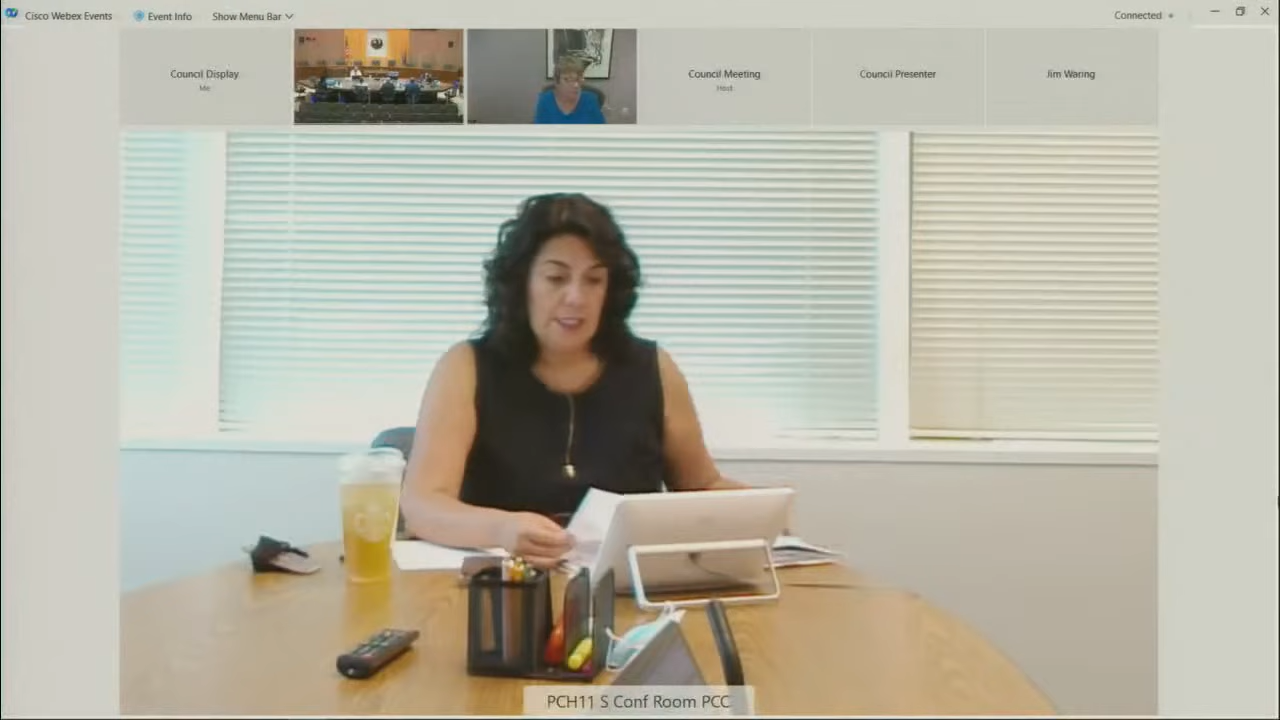 Cisco Webex Events
Event Info
Show Menu Bar
Connected
Council Display
Me
Council Meeting
Host
Council Presenter
Jim Waring
PCH11 S Conf Room PCC